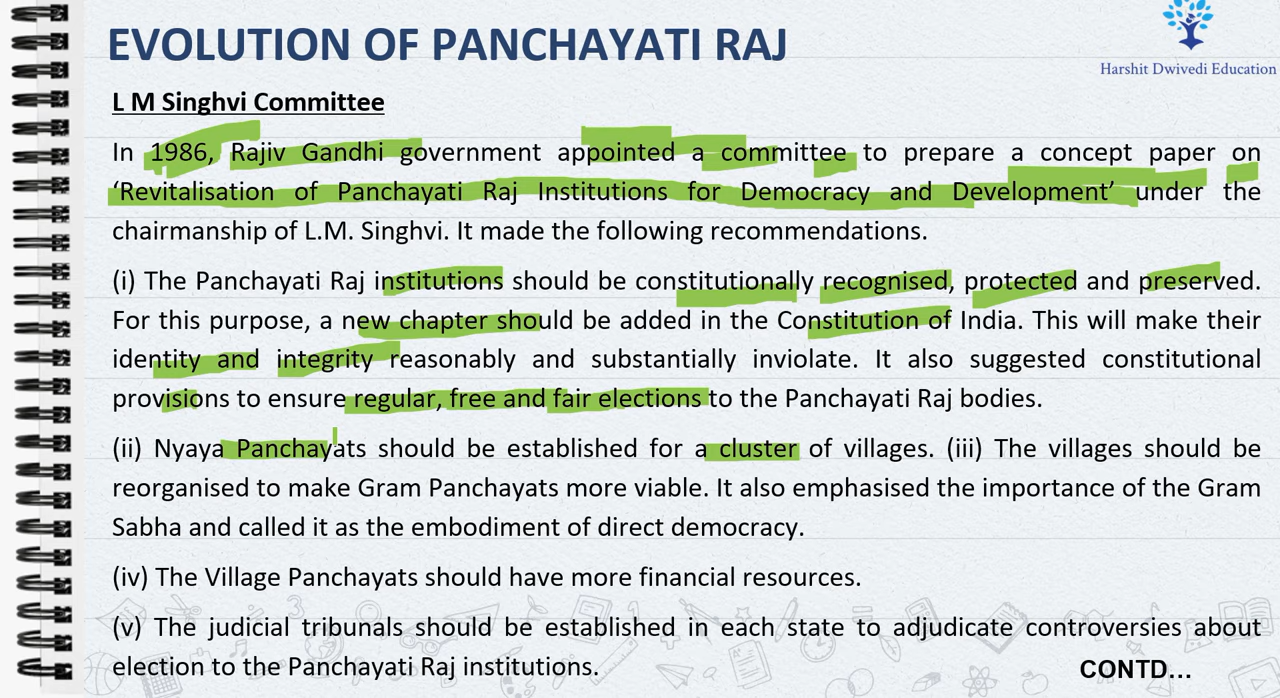 EVOLUTION OF PANCHAYATI RAJ
Harshit Dwivedi Education
L M Singhvi Committee
In 1986, Rajiv Gandhi government appointed a committee to prepare a concept paper on
‘Revitalisation of Panchayati Raj Institutions for Democracy and Development’ under the
chairmanship of L.M. Singhvi. It made the following recommendations.
(i) The Panchayati Raj institutions should be constitutionally recognised, protected and preserved.
For this purpose, a new chapter should be added in the Constitution of India. This will make their
identity and integrity reasonably and substantially inviolate. It also suggested constitutional
provisions to ensure regular, free and fair elections to the Panchayati Raj bodies.
(ii) Nyaya Panchayats should be established for a cluster of villages. (iii) The villages should be
reorganised to make Gram Panchayats more viable. It also emphasised the importance of the Gram
Sabha and called it as the embodiment of direct democracy.
(iv) The Village Panchayats should have more financial resources.
(v) The judicial tribunals should be established in each state to adjudicate controversies about
election to the Panchayati Raj institutions.
CONTD...